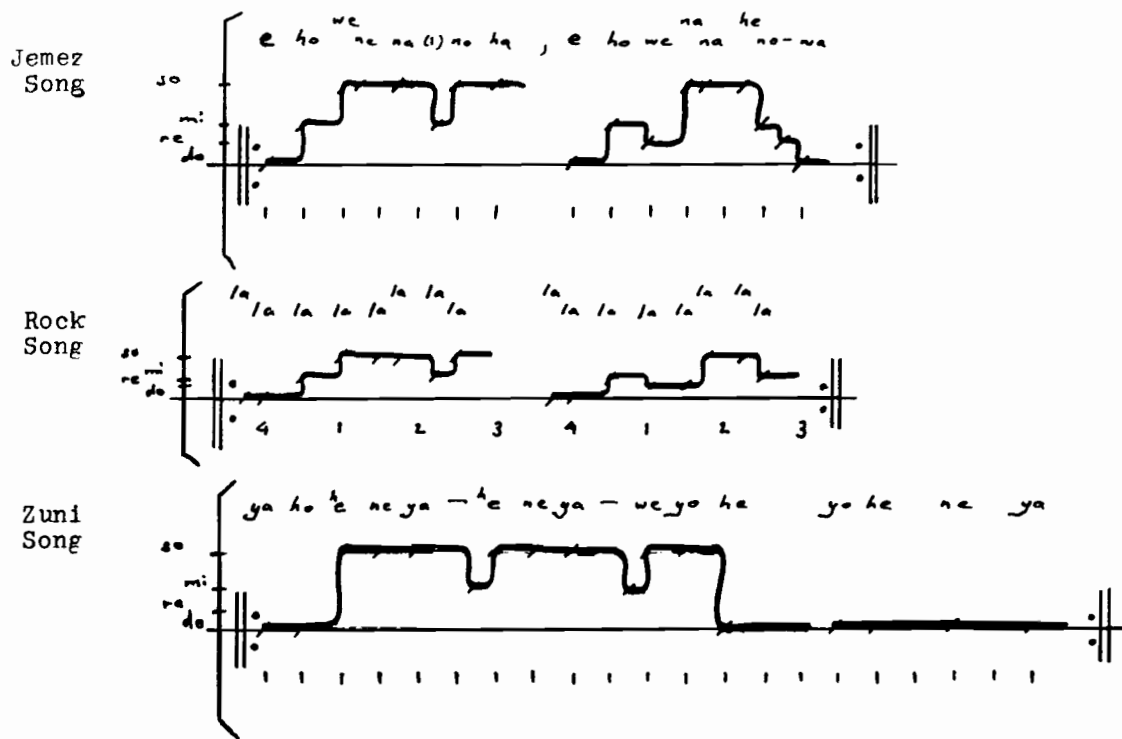 Jemez Song
e ho we ne na (i) no ha , e ho we na na he no-na
so
mi
re
do
Rock Song
la la la la la la la la la la la la la la la la
so
mi
re
do
4 1 2 3 4 1 2 3
Zuni Song
ya ho he ne ya — he ne ya — we yo he yo he ne ya
so
mi
re
do